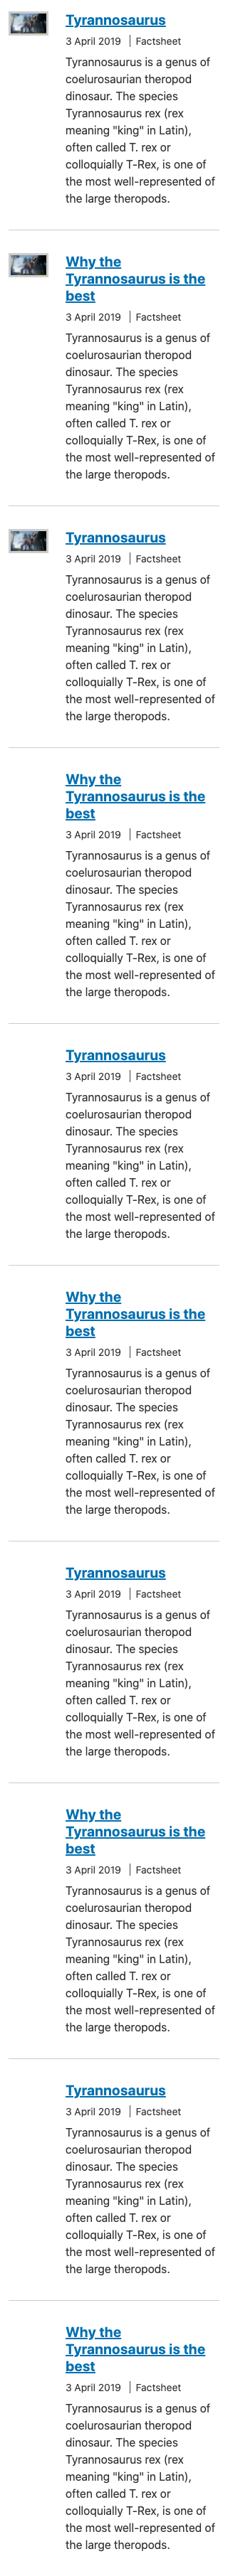 Tyrannosaurus
3 April 2019 | Factsheet
Tyrannosaurus is a genus of
coelurosaurian theropod
dinosaur. The species
Tyrannosaurus rex (rex
meaning "king" in Latin),
often called T. rex or
colloquially T-Rex, is one of
the most well-represented of
the large theropods.
Why the
Tyrannosaurus is the
best
3 April 2019 | Factsheet
Tyrannosaurus is a genus of
coelurosaurian theropod
dinosaur. The species
Tyrannosaurus rex (rex
meaning "king" in Latin),
often called T. rex or
colloquially T-Rex, is one of
the most well-represented of
the large theropods.
Tyrannosaurus
3 April 2019 | Factsheet
Tyrannosaurus is a genus of
coelurosaurian theropod
dinosaur. The species
Tyrannosaurus rex (rex
meaning "king" in Latin),
often called T. rex or
colloquially T-Rex, is one of
the most well-represented of
the large theropods.
Why the
Tyrannosaurus is the
best
3 April 2019 | Factsheet
Tyrannosaurus is a genus of
coelurosaurian theropod
dinosaur. The species
Tyrannosaurus rex (rex
meaning "king" in Latin),
often called T. rex or
colloquially T-Rex, is one of
the most well-represented of
the large theropods.
Tyrannosaurus
3 April 2019 | Factsheet
Tyrannosaurus is a genus of
coelurosaurian theropod
dinosaur. The species
Tyrannosaurus rex (rex
meaning "king" in Latin),
often called T. rex or
colloquially T-Rex, is one of
the most well-represented of
the large theropods.
Why the
Tyrannosaurus is the
best
3 April 2019 | Factsheet
Tyrannosaurus is a genus of
coelurosaurian theropod
dinosaur. The species
Tyrannosaurus rex (rex
meaning "king" in Latin),
often called T. rex or
colloquially T-Rex, is one of
the most well-represented of
the large theropods.
Tyrannosaurus
3 April 2019 | Factsheet
Tyrannosaurus is a genus of
coelurosaurian theropod
dinosaur. The species
Tyrannosaurus rex (rex
meaning "king" in Latin),
often called T. rex or
colloquially T-Rex, is one of
the most well-represented of
the large theropods.
Why the
Tyrannosaurus is the
best
3 April 2019 | Factsheet
Tyrannosaurus is a genus of
coelurosaurian theropod
dinosaur. The species
Tyrannosaurus rex (rex
meaning "king" in Latin),
often called T. rex or
colloquially T-Rex, is one of
the most well-represented of
the large theropods.
Tyrannosaurus
3 April 2019 | Factsheet
Tyrannosaurus is a genus of
coelurosaurian theropod
dinosaur. The species
Tyrannosaurus rex (rex
meaning "king" in Latin),
often called T. rex or
colloquially T-Rex, is one of
the most well-represented of
the large theropods.
Why the
Tyrannosaurus is the
best
3 April 2019 | Factsheet
Tyrannosaurus is a genus of
coelurosaurian theropod
dinosaur. The species
Tyrannosaurus rex (rex
meaning "king" in Latin),
often called T. rex or
colloquially T-Rex, is one of
the most well-represented of
the large theropods.